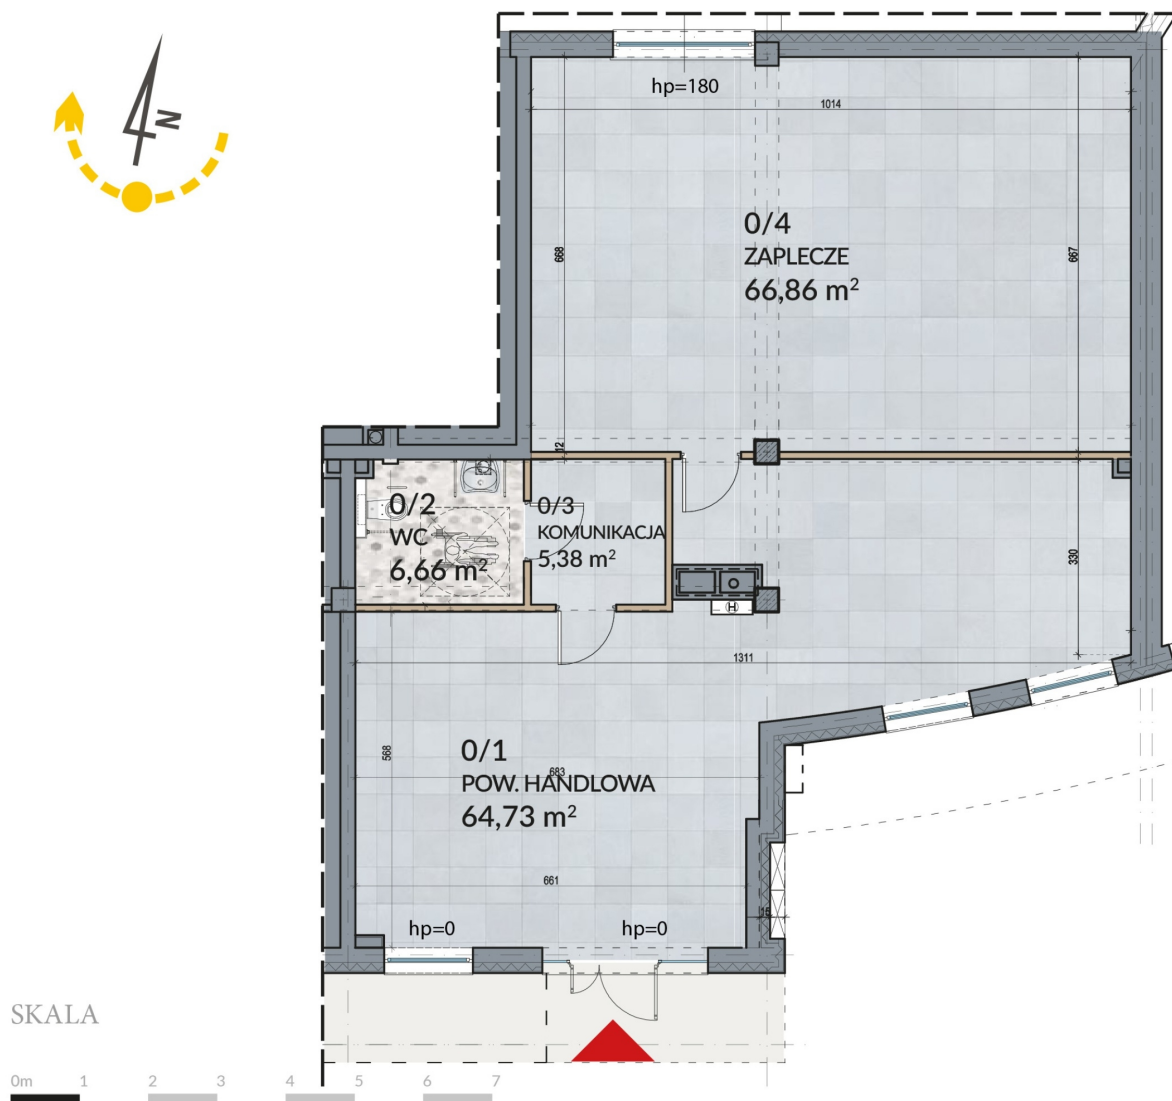 N
hp=180
1014
0/4
ZAPLECZE
66,86 m²
668
667
12
0/2
WC
6,66 m²
0/3
KOMUNIKACJA
5,38 m²
330
H
1311
568
0/1
POW. HANDLOWA
64,73 m²
683
661
16
hp=0
hp=0
SKALA
0m 1 2 3 4 5 6 7